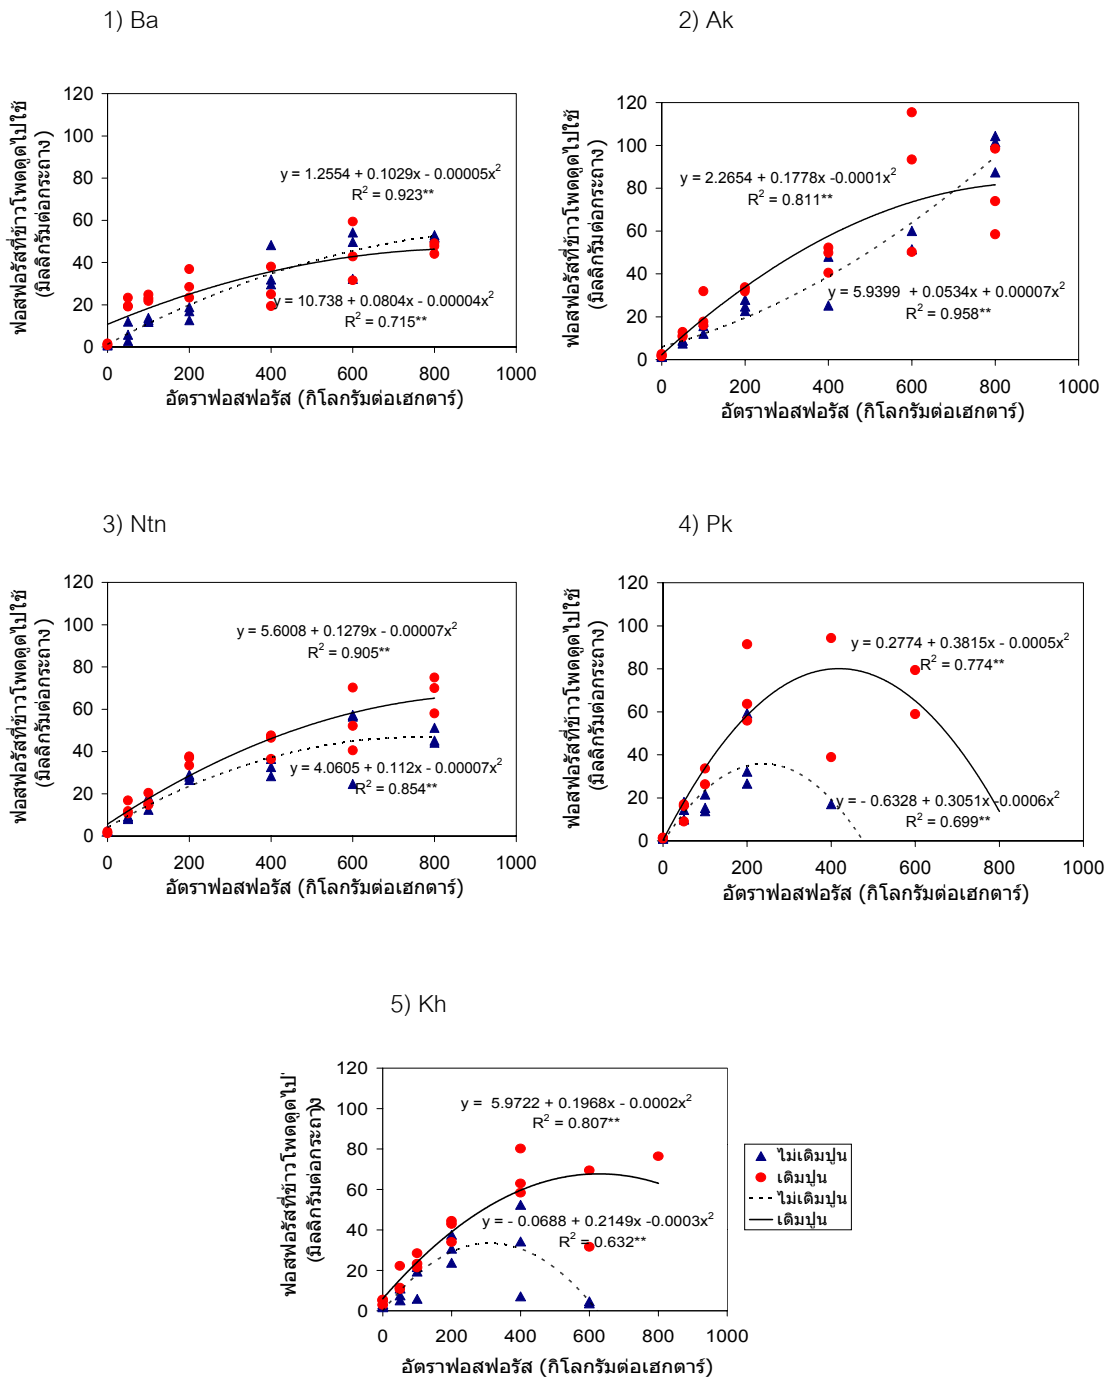 1) Ba
2) Ak
ฟอสฟอรัสที่ข้าวโพดดูดไปใช้
(มิลลิกรัมต่อกระถาง)
120
100
80
60
40
20
0
y = 1.2554 + 0.1029x - 0.00005x²
R² = 0.923**
y = 10.738 + 0.0804x - 0.00004x²
R² = 0.715**
0 200 400 600 800 1000
อัตราฟอสฟอรัส (กิโลกรัมต่อเฮกตาร์)
ฟอสฟอรัสที่ข้าวโพดดูดไปใช้
(มิลลิกรัมต่อกระถาง)
120
100
80
60
40
20
0
y = 2.2654 + 0.1778x -0.0001x²
R² = 0.811**
y = 5.9399 + 0.0534x + 0.00007x²
R² = 0.958**
0 200 400 600 800 1000
อัตราฟอสฟอรัส (กิโลกรัมต่อเฮกตาร์)
3) Ntn
4) Pk
ฟอสฟอรัสที่ข้าวโพดดูดไปใช้
(มิลลิกรัมต่อกระถาง)
120
100
80
60
40
20
0
y = 5.6008 + 0.1279x - 0.00007x²
R² = 0.905**
y = 4.0605 + 0.112x - 0.00007x²
R² = 0.854**
0 200 400 600 800 1000
อัตราฟอสฟอรัส (กิโลกรัมต่อเฮกตาร์)
ฟอสฟอรัสที่ข้าวโพดดูดไปใช้
(มิลลิกรัมต่อกระถาง)
120
100
80
60
40
20
0
y = 0.2774 + 0.3815x - 0.0005x²
R² = 0.774**
y = - 0.6328 + 0.3051x -0.0006x²
R² = 0.699**
0 200 400 600 800 1000
อัตราฟอสฟอรัส (กิโลกรัมต่อเฮกตาร์)
5) Kh
ฟอสฟอรัสที่ข้าวโพดดูดไป
(มิลลิกรัมต่อกระถาง)
120
100
80
60
40
20
0
y = 5.9722 + 0.1968x - 0.0002x²
R² = 0.807**
y = - 0.0688 + 0.2149x -0.0003x²
R² = 0.632**
0 200 400 600 800 1000
อัตราฟอสฟอรัส (กิโลกรัมต่อเฮกตาร์)
ไม่เติมปูน
เติมปูน
ไม่เติมปูน
เติมปูน